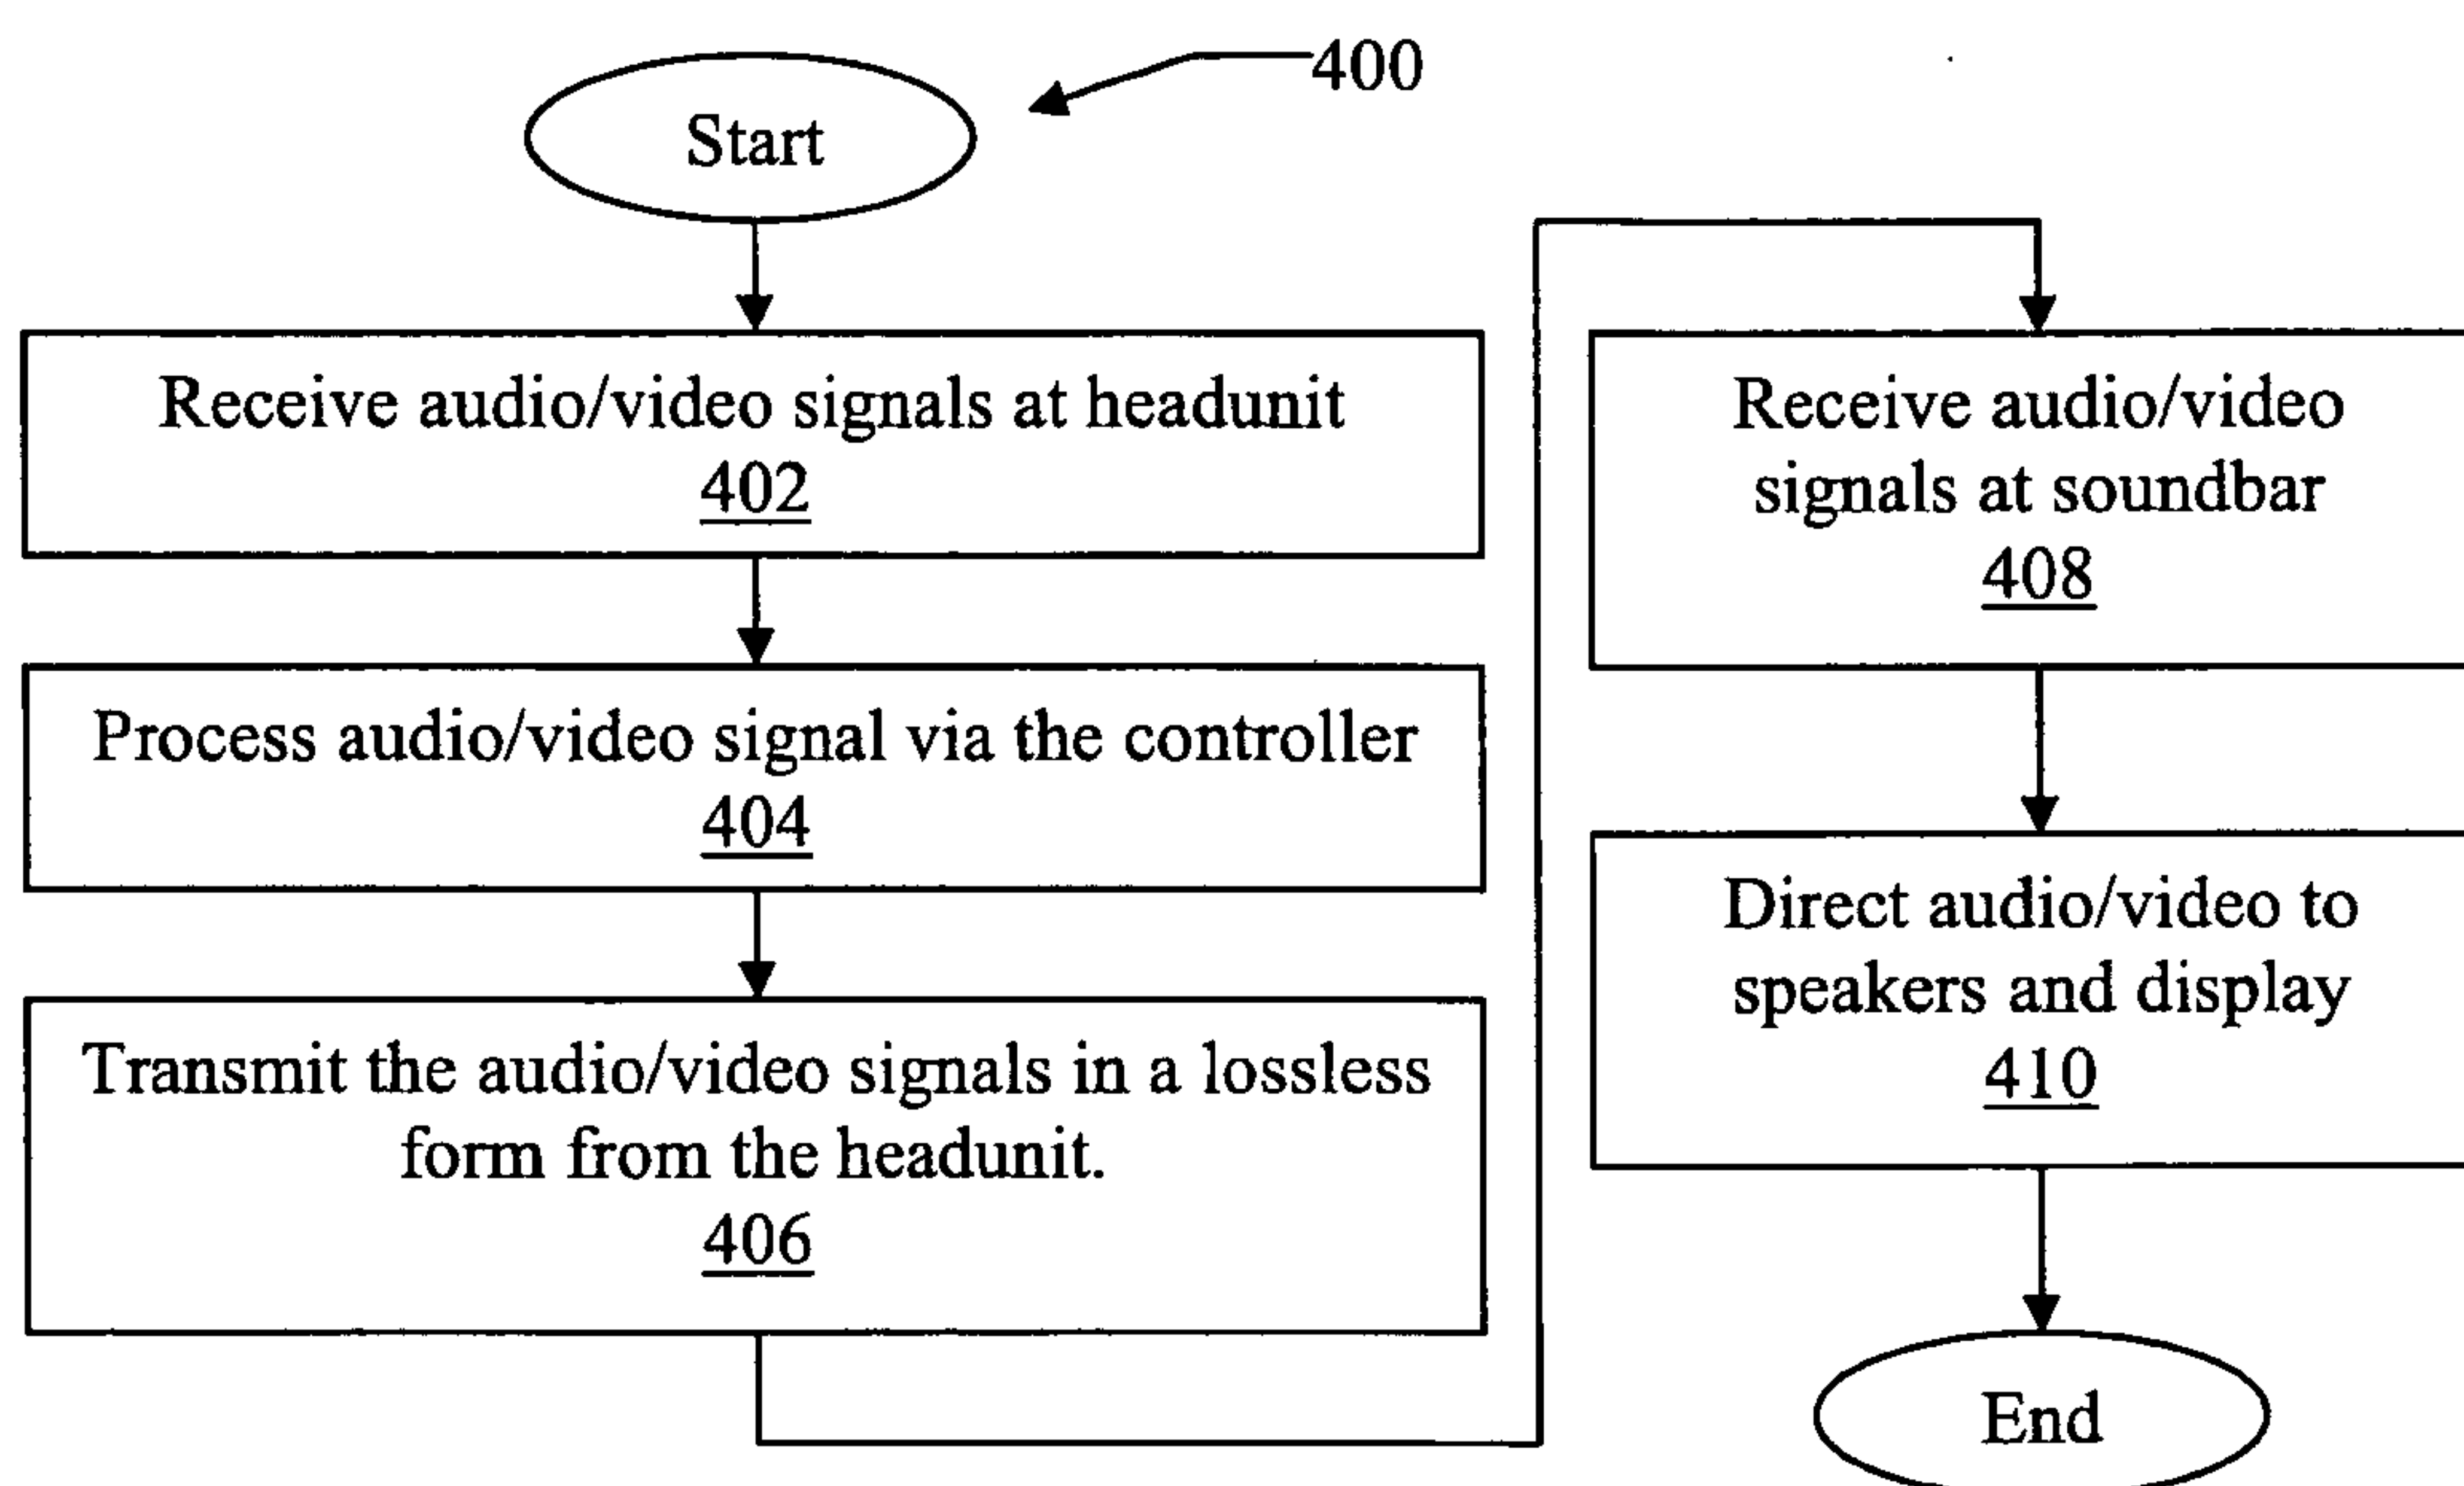 400
Start
Receive audio/video signals at headunit
402
Process audio/video signal via the controller
404
Transmit the audio/video signals in a lossless
form from the headunit.
406
Receive audio/video
signals at soundbar
408
Direct audio/video to
speakers and display
410
End